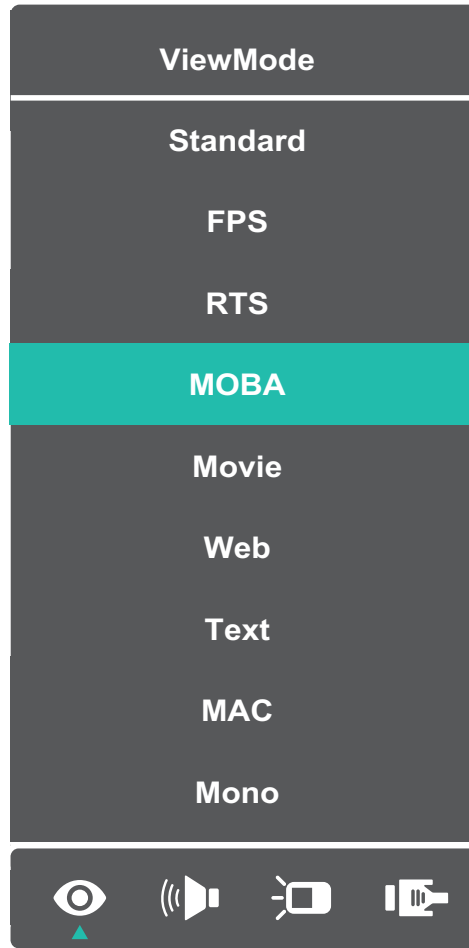 ViewMode
Standard
FPS
RTS
MOBA
Movie
Web
Text
MAC
Mono